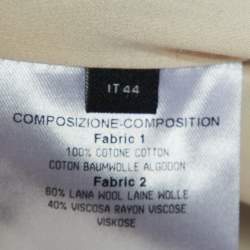 IT 44
COMPOSIZIONE-COMPOSITION
Fabric 1
100% COTONE COTTON
COTON BAUMWOLLE ALGODON
Fabric 2
60% LANA WOOL LAINE WOLLE
40% VISCOSA RAYON VISCOSE
VISKOSE